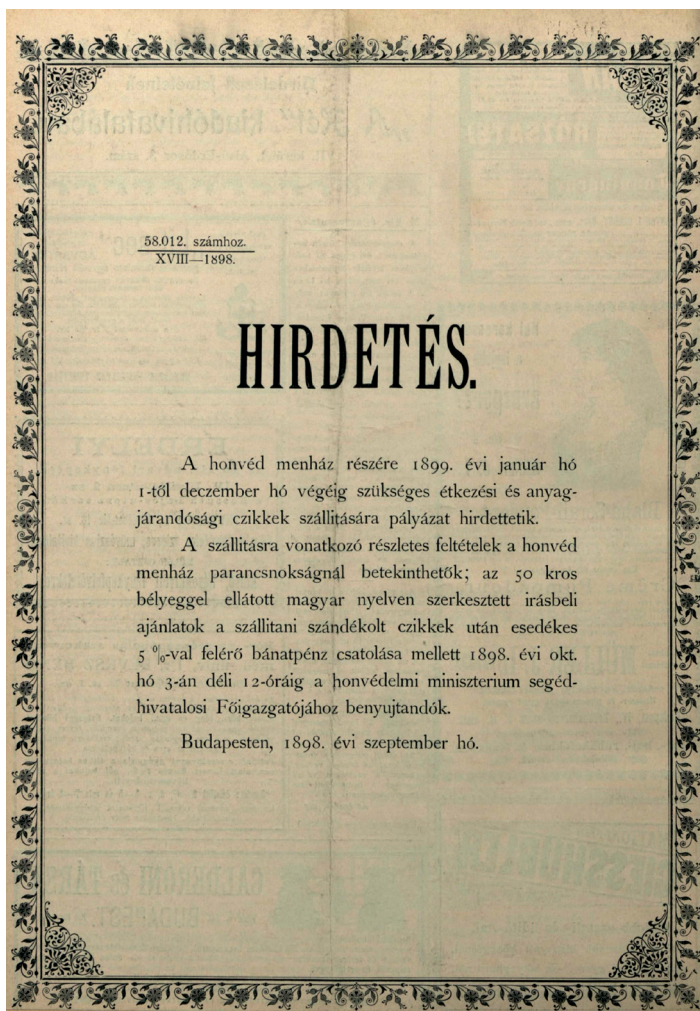 58.012. számhoz.
XVIII—1898.
HIRDETÉS.
A honvéd menház részére 1899. évi január hó
1-től deczember hó végéig szükséges étkezési és anyag-
járandósági czikkek szállitására pályázat hirdettetik.
A szállitásra vonatkozó részletes feltételek a honvéd
menház parancsnokságnál betekinthetők; az 50 kros
bélyeggel ellátott magyar nyelven szerkesztett irásbeli
ajánlatok a szállitani szándékolt czikkek után esedékes
5 %-val felérő bánatpénz csatolása mellett 1898. évi okt.
hó 3-án déli 12-óráig a honvédelmi miniszterium segéd-
hivatalosi Főigazgatójához benyujtandók.
Budapesten, 1898. évi szeptember hó.